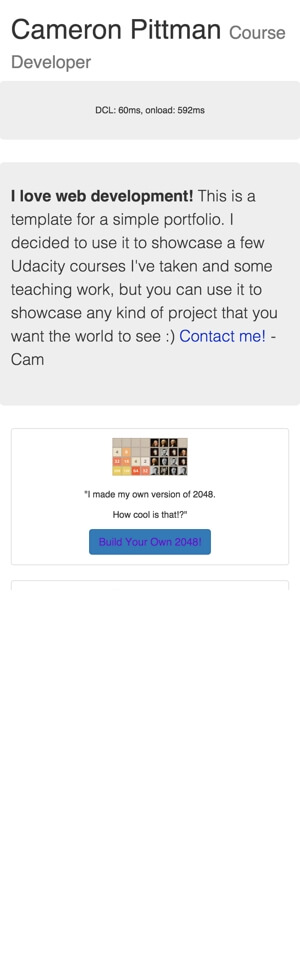 Cameron Pittman Course
Developer
DCL: 60ms, onload: 592ms
I love web development! This is a
template for a simple portfolio. I
decided to use it to showcase a few
Udacity courses I've taken and some
teaching work, but you can use it to
showcase any kind of project that you
want the world to see :) Contact me! -
Cam
"I made my own version of 2048.
How cool is that!?"
Build Your Own 2048!